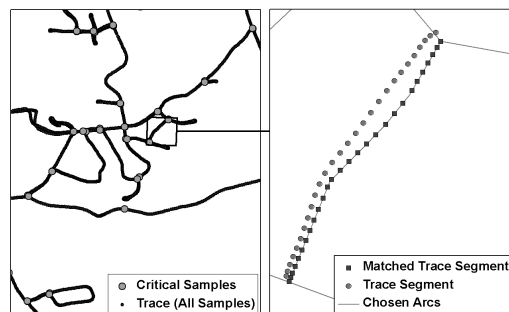 Critical Samples
Trace (All Samples)
Matched Trace Segment
Trace Segment
Chosen Arcs